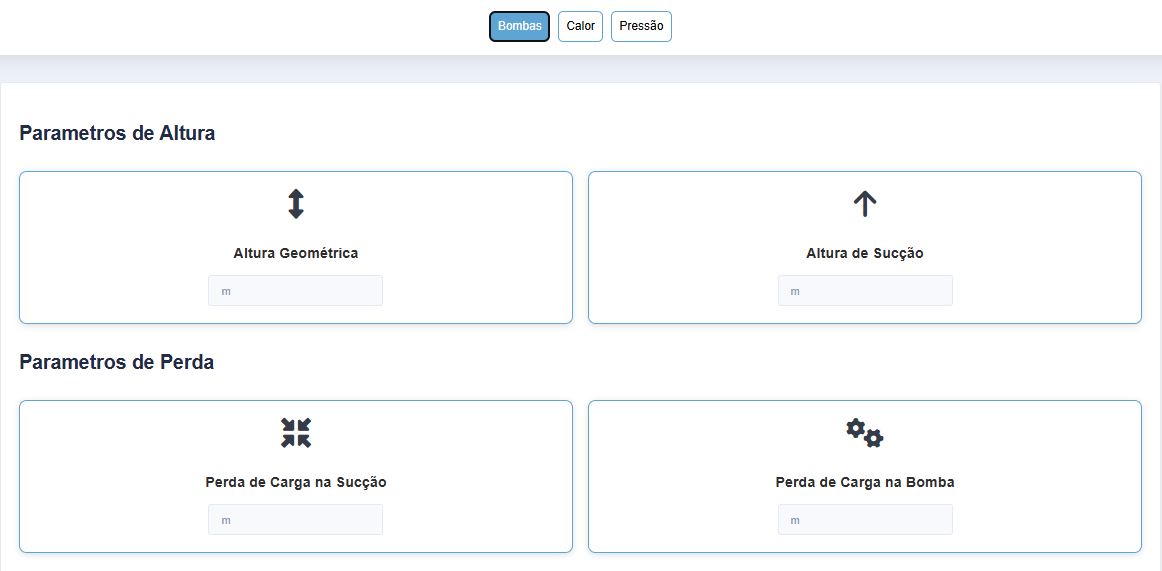 Bombas Calor Pressão
Parametros de Altura
Altura Geométrica
m
Altura de Sucção
m
Parametros de Perda
Perda de Carga na Sucção
m
Perda de Carga na Bomba
m